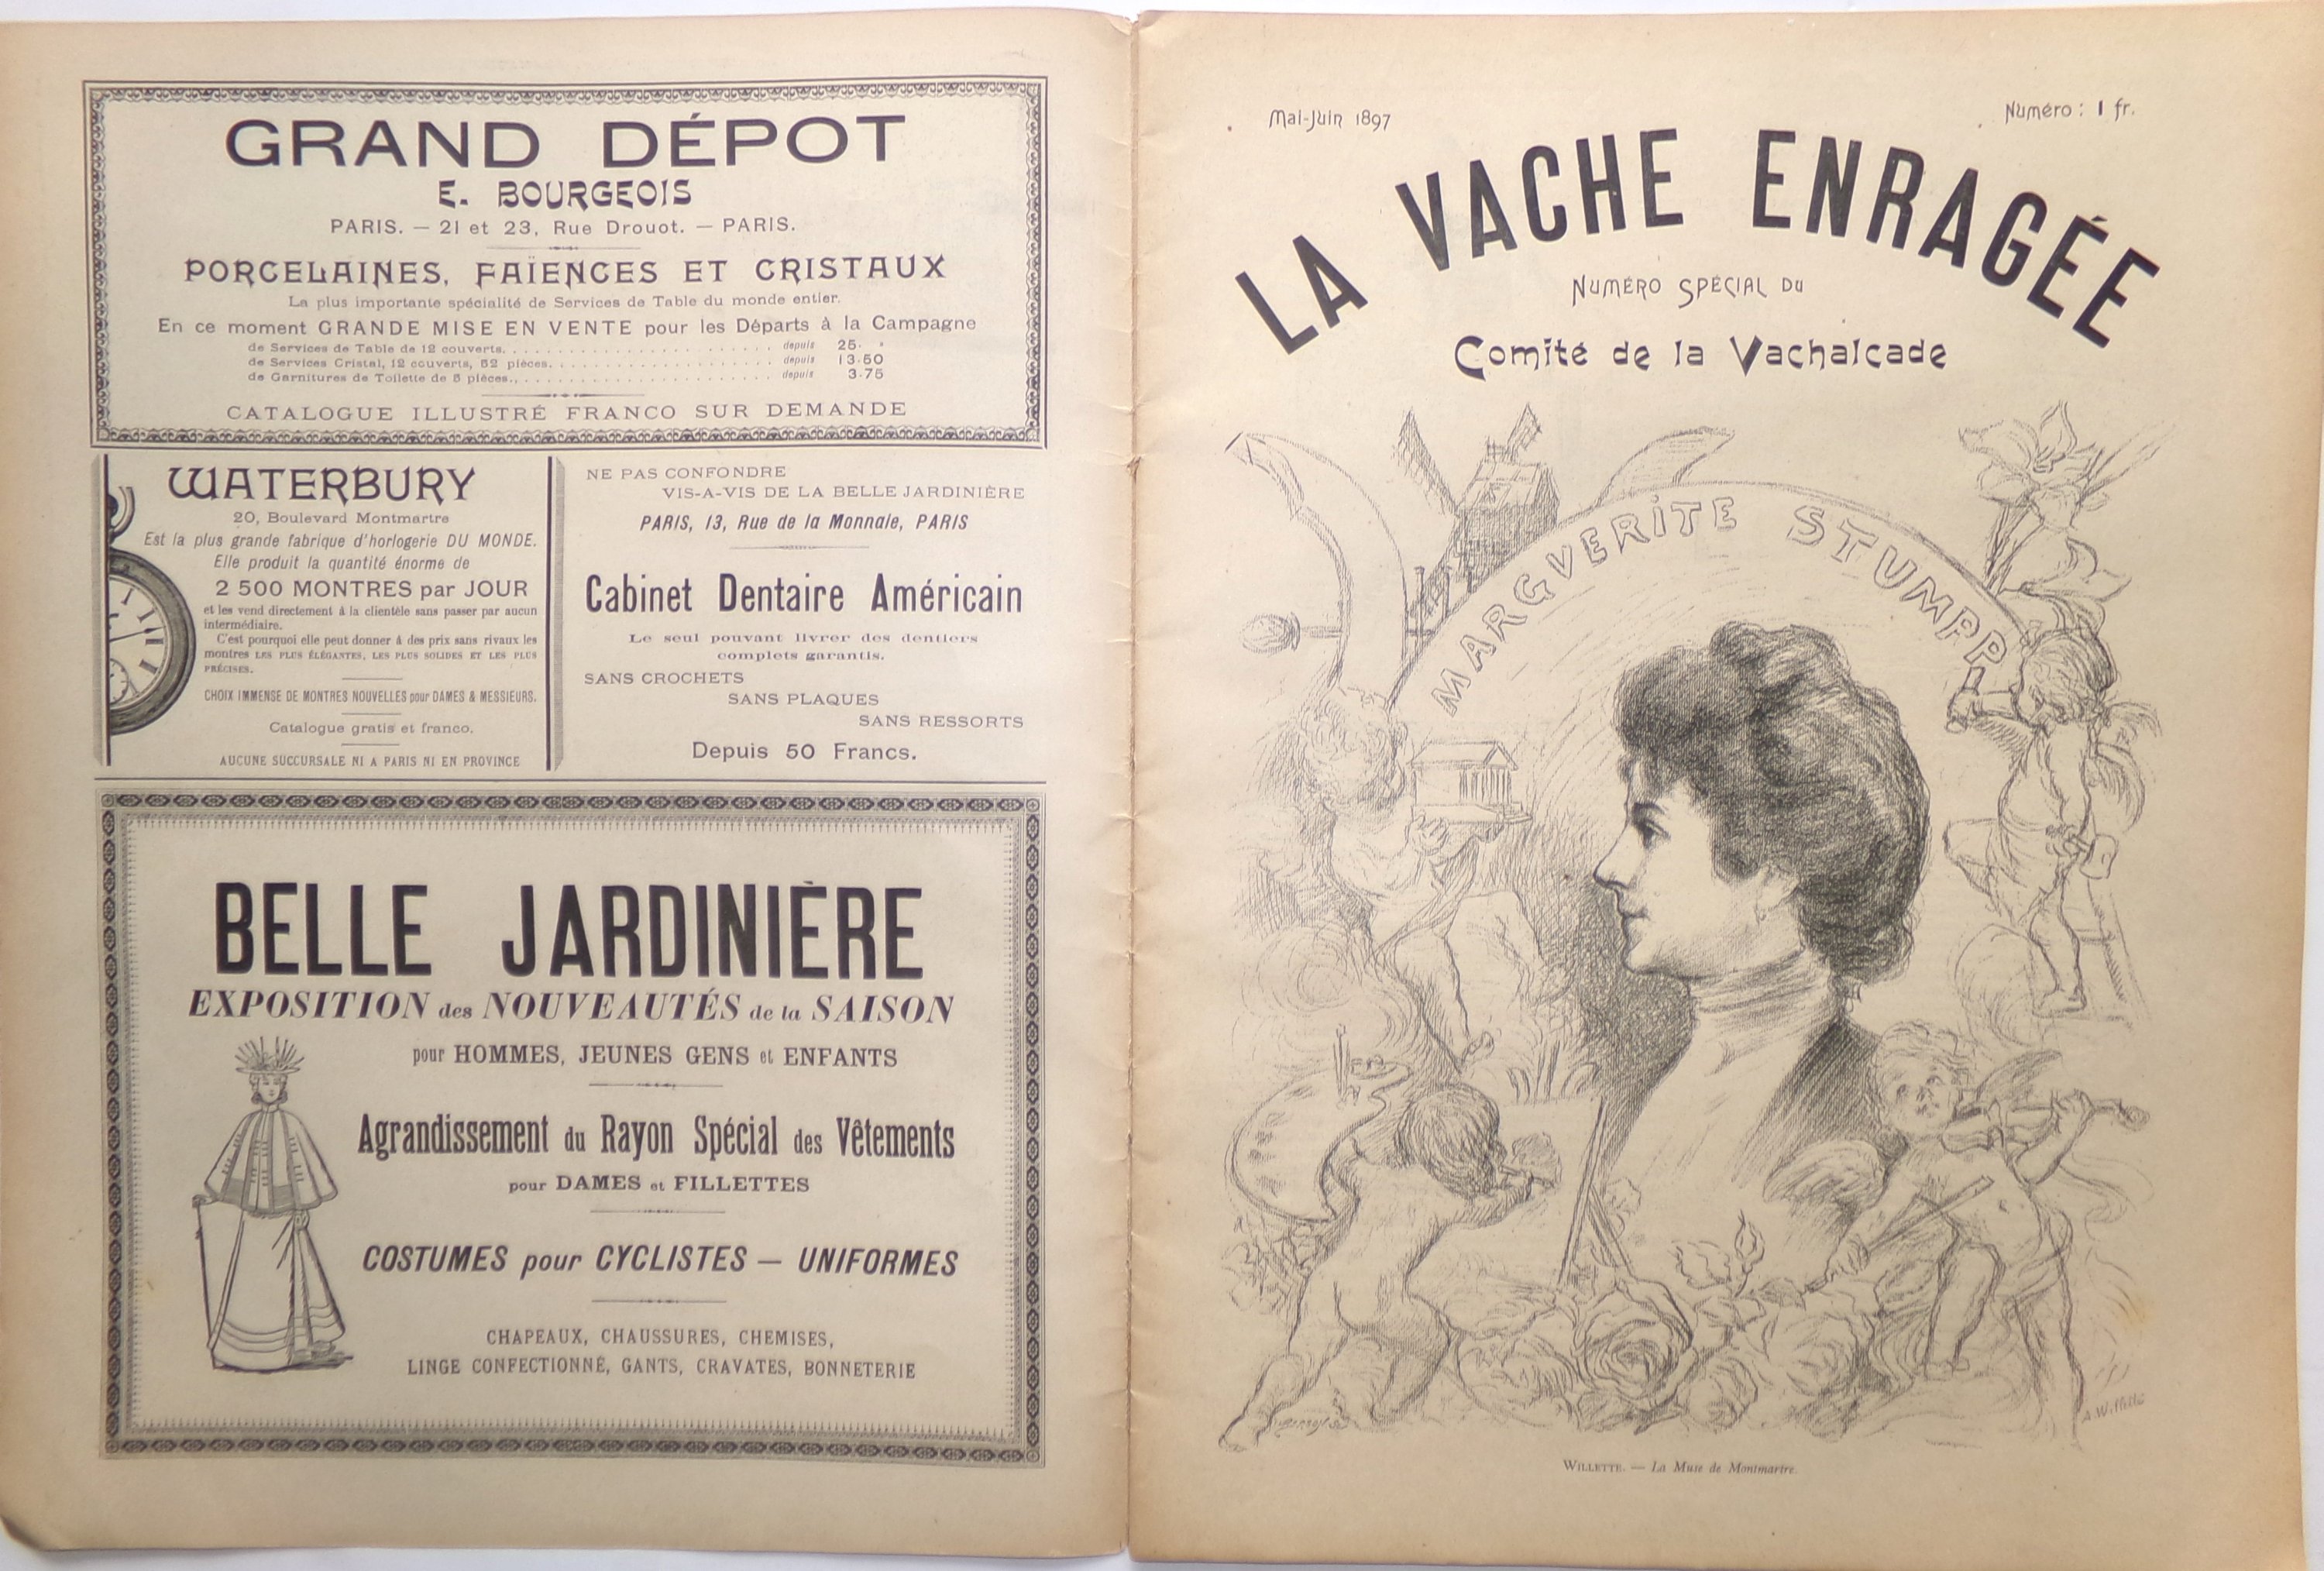 GRAND DÉPOT
E. BOURGEOIS
PARIS. — 21 et 23, Rue Drouot. — PARIS.
PORCELAINES, FAÏENCES ET CRISTAUX
La plus importante spécialité de Services de Table du monde entier.
En ce moment GRANDE MISE EN VENTE pour les Départs à la Campagne
de Services de Table de 12 couverts. . . . . . . . . . depuis 25. »
de Services Cristal, 12 couverts, 52 pièces. . . . . . . . . . depuis 13.50
de Garnitures de Toilette de 5 pièces., . . . . . . . . . . depuis 3.75
CATALOGUE ILLUSTRÉ FRANCO SUR DEMANDE
WATERBURY
20, Boulevard Montmartre
Est la plus grande fabrique d'horlogerie DU MONDE.
Elle produit la quantité énorme de
2 500 MONTRES par JOUR
et les vend directement à la clientèle sans passer par aucun
intermédiaire.
C'est pourquoi elle peut donner à des prix sans rivaux les
montres LES PLUS ÉLÉGANTES, LES PLUS SOLIDES ET LES PLUS
PRÉCISES.
CHOIX IMMENSE DE MONTRES NOUVELLES pour DAMES & MESSIEURS.
Catalogue gratis et franco.
AUCUNE SUCCURSALE NI A PARIS NI EN PROVINCE
NE PAS CONFONDRE
VIS-A-VIS DE LA BELLE JARDINIÈRE
PARIS, 13, Rue de la Monnaie, PARIS
Cabinet Dentaire Américain
Le seul pouvant livrer des dentiers
complets garantis.
SANS CROCHETS
SANS PLAQUES
SANS RESSORTS
Depuis 50 Francs.
BELLE JARDINIÈRE
EXPOSITION des NOUVEAUTÉS de la SAISON
pour HOMMES, JEUNES GENS et ENFANTS
Agrandissement du Rayon Spécial des Vêtements
pour DAMES et FILLETTES
COSTUMES pour CYCLISTES — UNIFORMES
CHAPEAUX, CHAUSSURES, CHEMISES,
LINGE CONFECTIONNÉ, GANTS, CRAVATES, BONNETERIE
Mai-Juin 1897
Numéro : 1 fr.
LA VACHE ENRAGÉE
NUMÉRO SPÉCIAL DU
Comité de la Vachalcade
MARGVERITE STUMPP
A. Willette
WILLETTE. — La Muse de Montmartre.